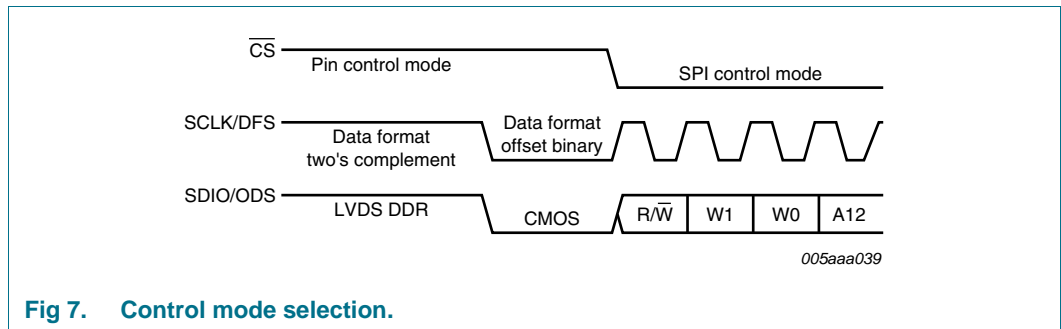 C̅S̅
Pin control mode
SPI control mode
SCLK/DFS
Data format
two's complement
Data format
offset binary
SDIO/ODS
LVDS DDR
CMOS
R/W̅
W1
W0
A12
005aaa039
Fig 7. Control mode selection.